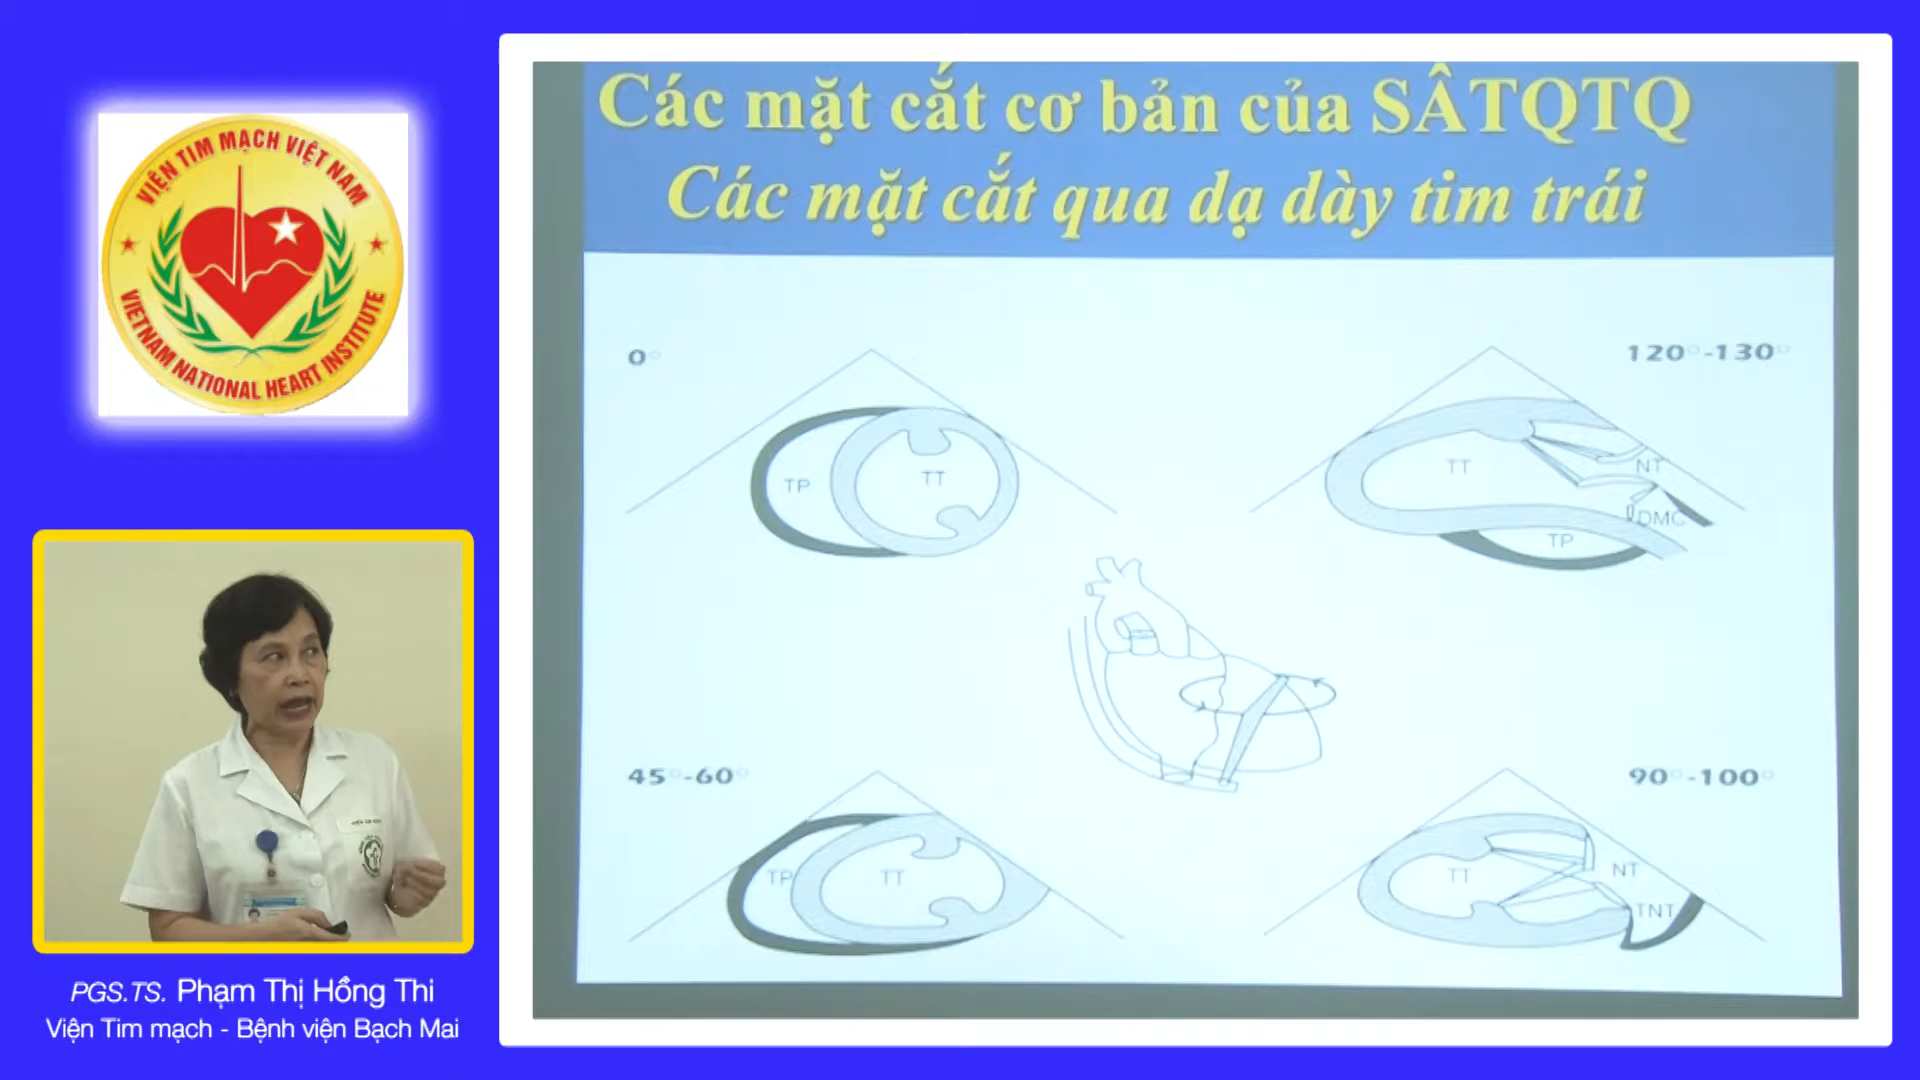 VIỆN TIM MẠCH VIỆT NAM
VIETNAM NATIONAL HEART INSTITUTE
PGS.TS. Phạm Thị Hồng Thi
Viện Tim mạch - Bệnh viện Bạch Mai
Các mặt cắt cơ bản của SÂTQTQ
Các mặt cắt qua dạ dày tim trái
0°
TP
TT
120°-130°
TT
NT
ĐMC
TP
45°-60°
TP
TT
90°-100°
TT
NT
TNT